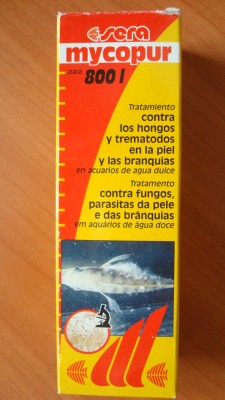 sera
mycopur
para 800 l
Tratamiento
contra
los hongos
y trematodos
en la piel
y las branquias
en acuarios de agua dulce
Tratamento
contra fungos,
parasitas da pele
e das brânquias
em aquários de água doce